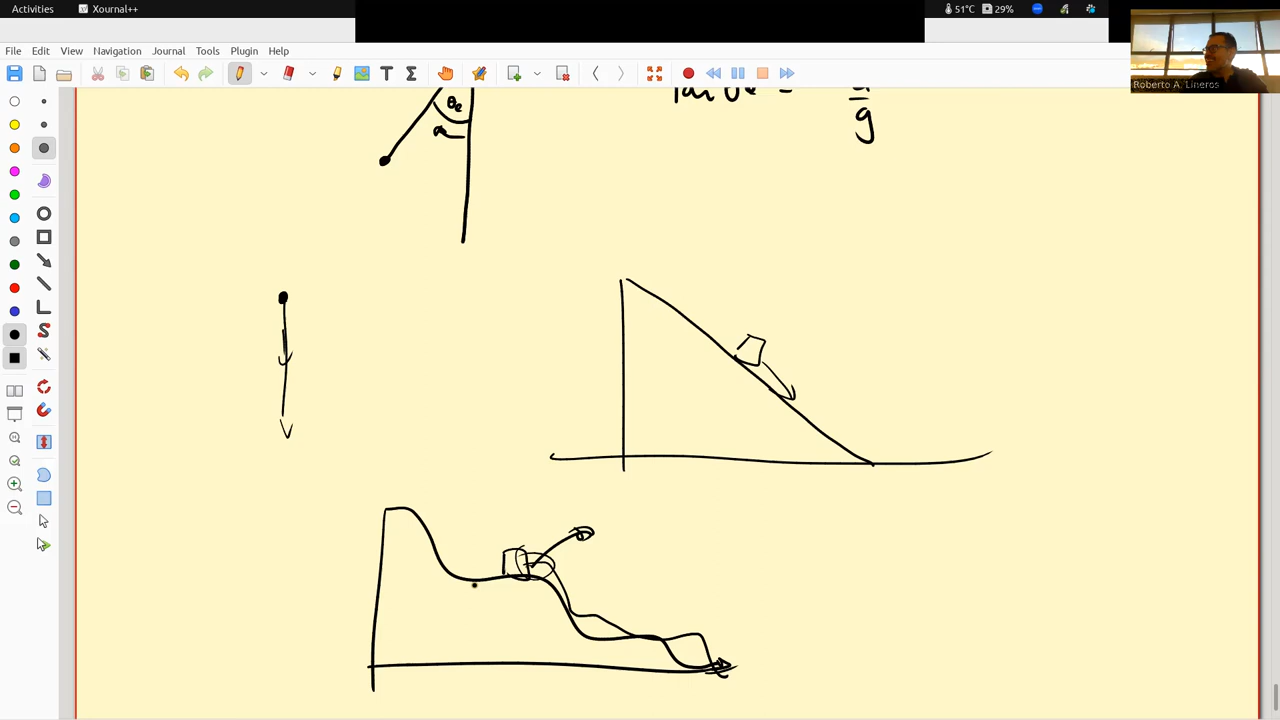 Activities Xournal++ 51°C 29%
File Edit View Navigation Journal Tools Plugin Help
Roberto A. Lineros
θe
g